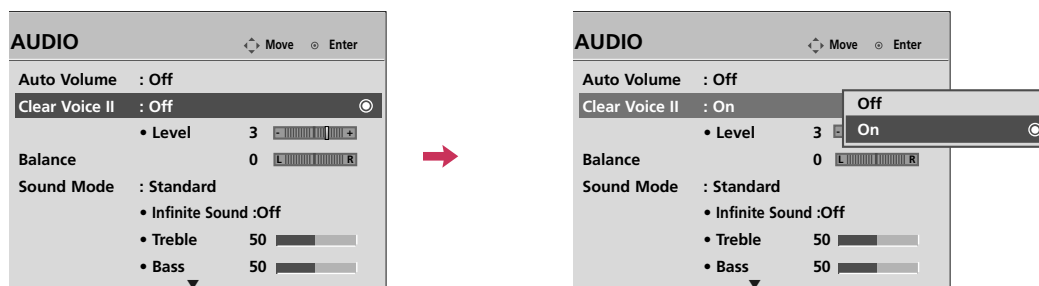 AUDIO Move Enter
Auto Volume : Off
Clear Voice II : Off
• Level 3 - +
Balance 0 L R
Sound Mode : Standard
• Infinite Sound :Off
• Treble 50
• Bass 50
AUDIO Move Enter
Auto Volume : Off
Clear Voice II : On
Off
On
• Level 3 -
Balance 0 L R
Sound Mode : Standard
• Infinite Sound :Off
• Treble 50
• Bass 50